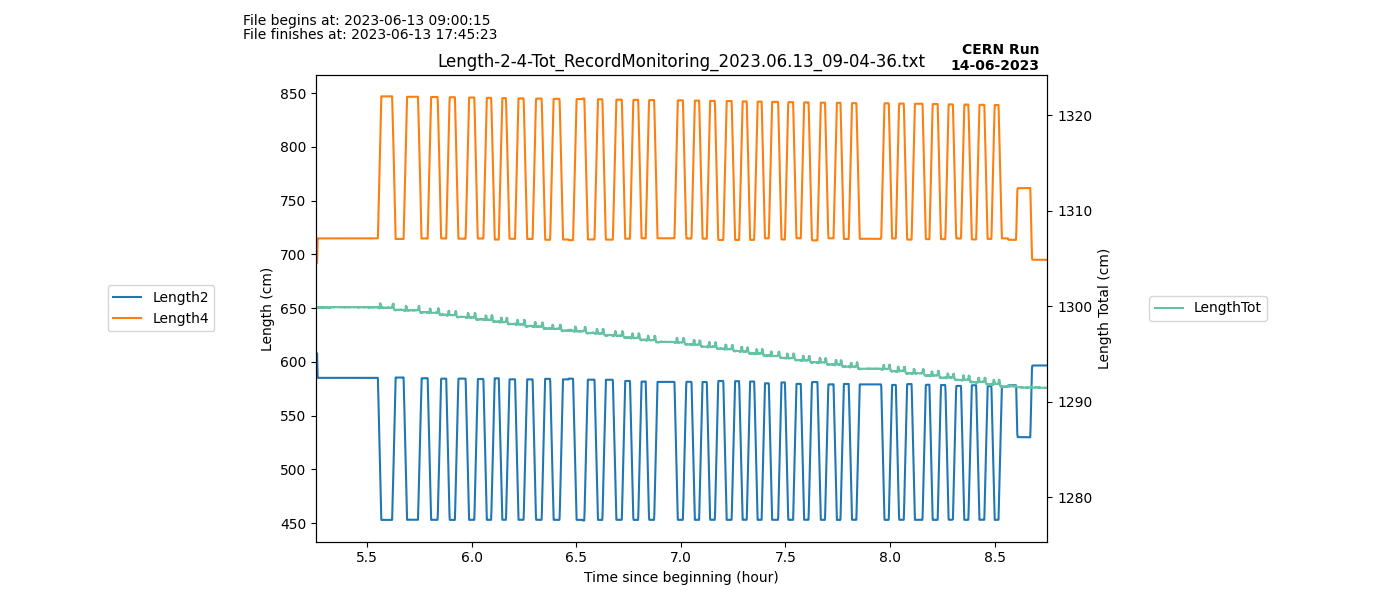 File begins at: 2023-06-13 09:00:15
File finishes at: 2023-06-13 17:45:23
CERN Run
14-06-2023
Length-2-4-Tot_RecordMonitoring_2023.06.13_09-04-36.txt
850
800
750
700
650
600
550
500
450
Length (cm)
Length2
Length4
5.5
6.0
6.5
7.0
7.5
8.0
8.5
Time since beginning (hour)
1320
1310
1300
1290
1280
Length Total (cm)
LengthTot